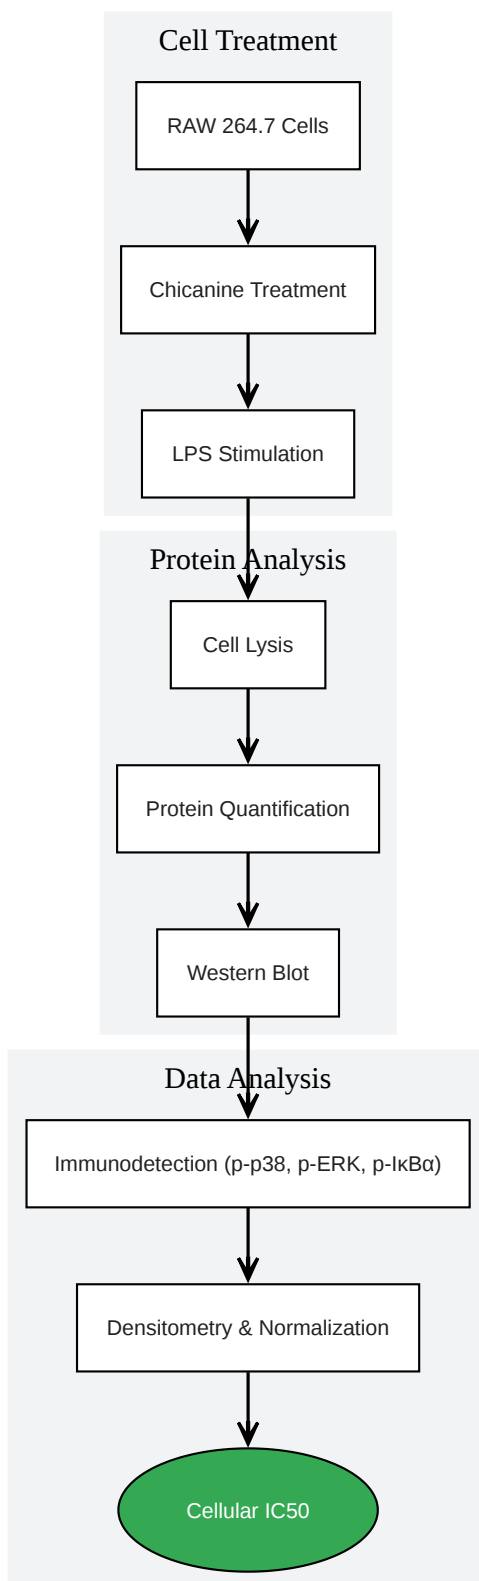 Cell Treatment
RAW 264.7 Cells
Chicanine Treatment
LPS Stimulation
Protein Analysis
Cell Lysis
Protein Quantification
Western Blot
Data Analysis
Immunodetection (p-p38, p-ERK, p-IκBα)
Densitometry & Normalization
Cellular IC50